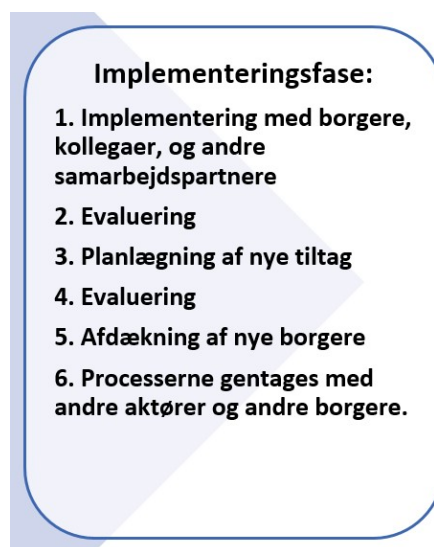 Implementeringsfase:
1. Implementering med borgere,
kollegaer, og andre
samarbejdspartnere
2. Evaluering
3. Planlægning af nye tiltag
4. Evaluering
5. Afdækning af nye borgere
6. Processerne gentages med
andre aktører og andre borgere.